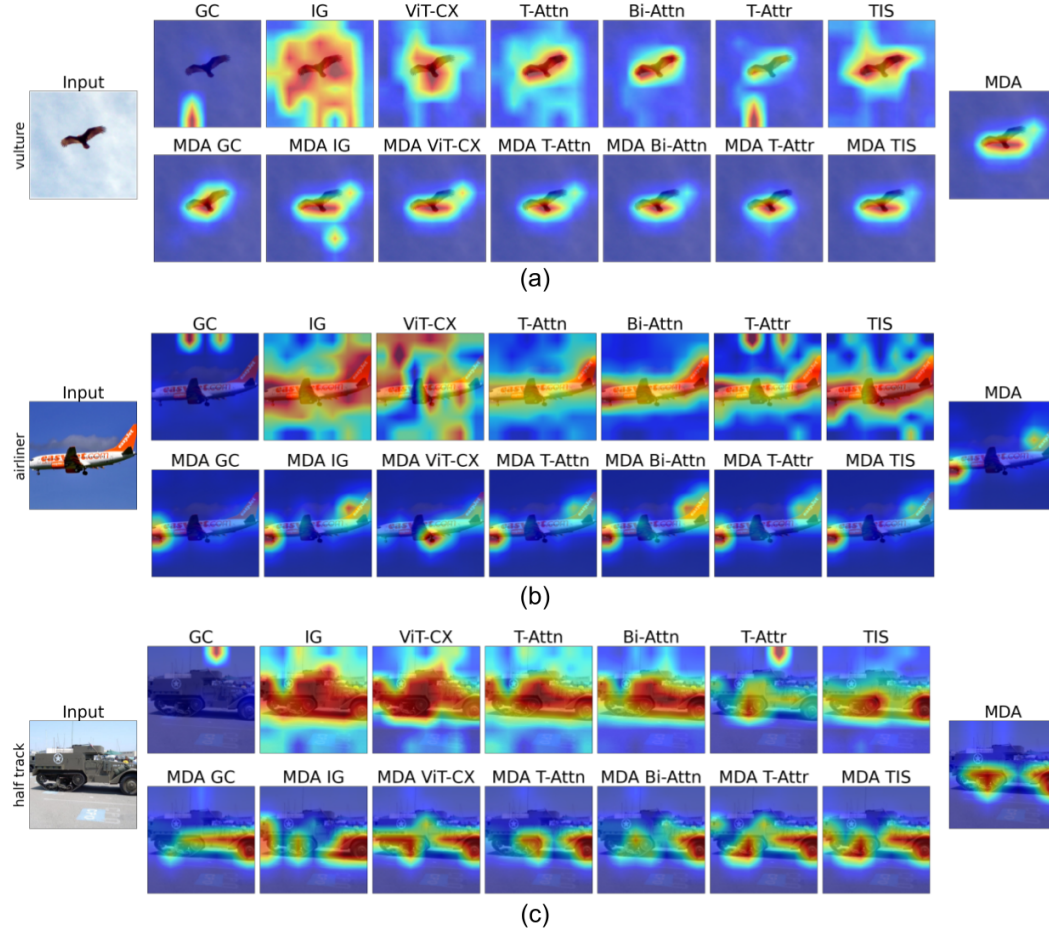 GC IG ViT-CX T-Attn Bi-Attn T-Attr TIS
Input
MDA
vulture
MDA GC MDA IG MDA ViT-CX MDA T-Attn MDA Bi-Attn MDA T-Attr MDA TIS
(a)
GC IG ViT-CX T-Attn Bi-Attn T-Attr TIS
Input
MDA
airliner
MDA GC MDA IG MDA ViT-CX MDA T-Attn MDA Bi-Attn MDA T-Attr MDA TIS
(b)
GC IG ViT-CX T-Attn Bi-Attn T-Attr TIS
Input
MDA
half track
MDA GC MDA IG MDA ViT-CX MDA T-Attn MDA Bi-Attn MDA T-Attr MDA TIS
(c)